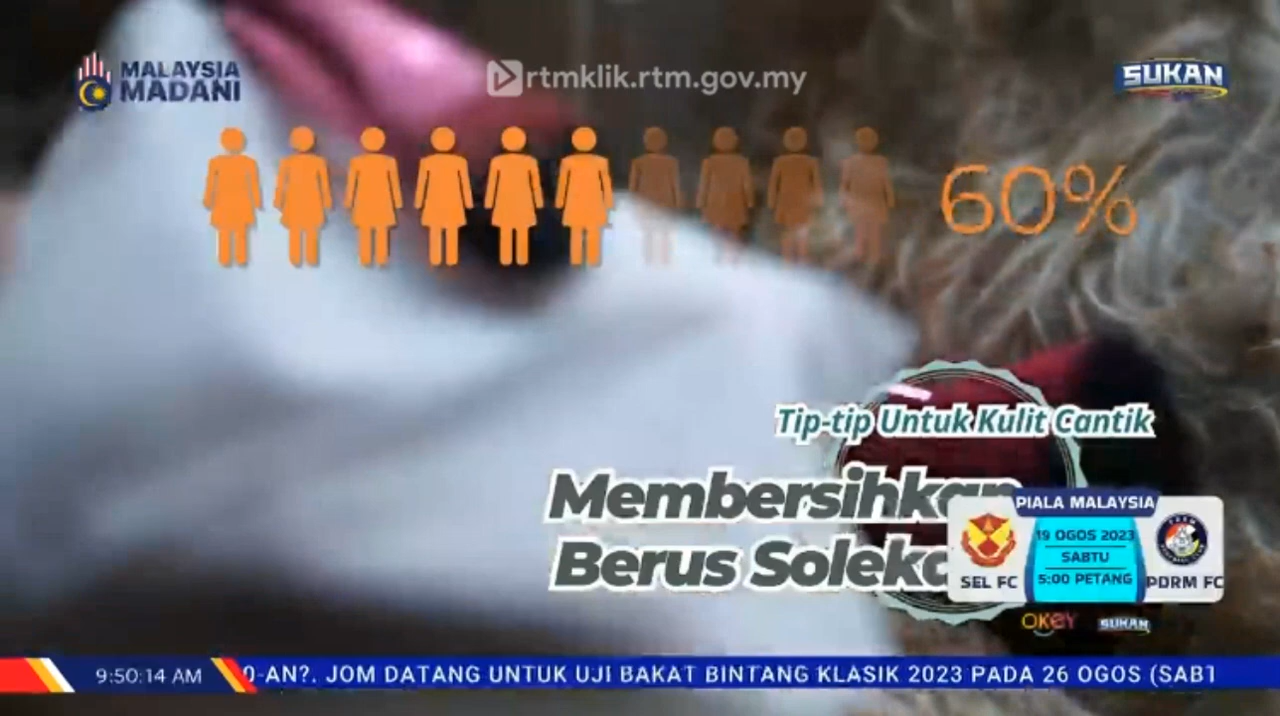 MALAYSIA
MADANI
rtmklik.rtm.gov.my
SUKAN
60%
Tip-tip Untuk Kulit Cantik
Membersihkan
Berus Soleka
PIALA MALAYSIA
19 OGOS 2023
SABTU
5:00 PETANG
SEL FC
PDRM FC
OKEY
SUKAN
9:50:14 AM
0-AN?. JOM DATANG UNTUK UJI BAKAT BINTANG KLASIK 2023 PADA 26 OGOS (SABT